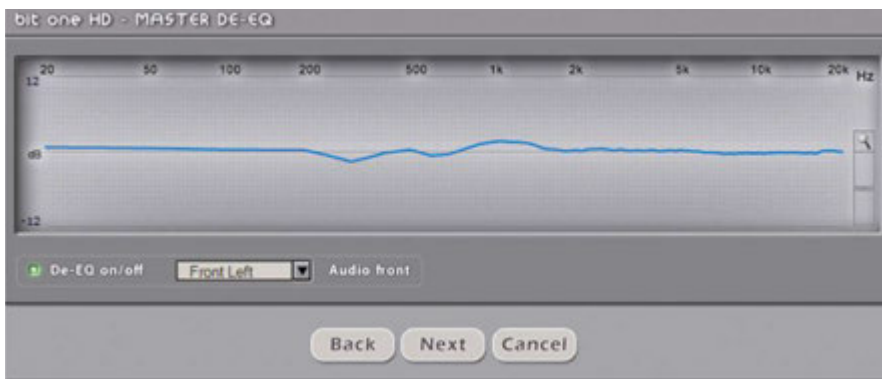 bit one HD - MASTER DE-EQ
20 50 100 200 500 1k 2k 5k 10k 20k Hz
12
dB
-12
De-EQ on/off Front Left Audio front
Back Next Cancel